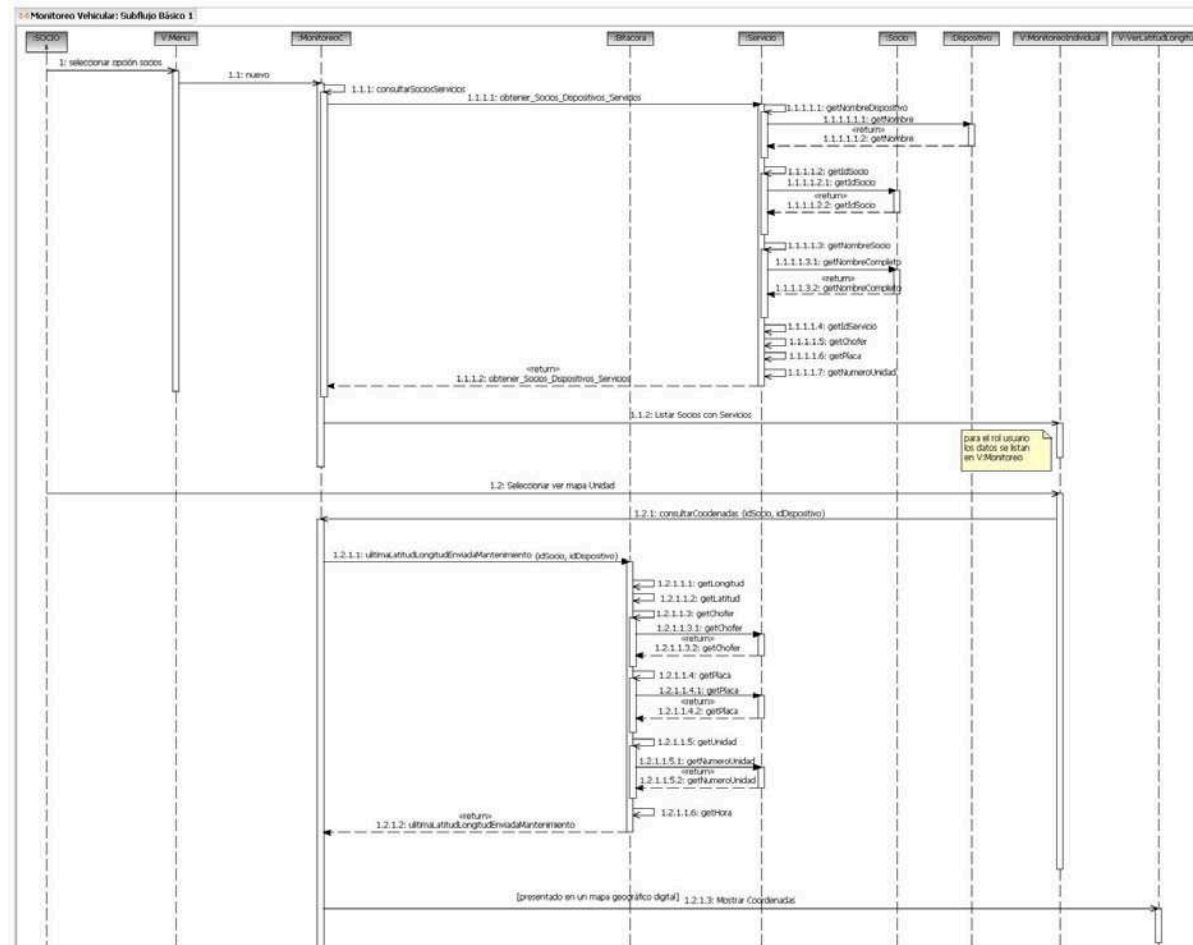 Monitoreo Vehicular: Subflujo Básico 1
:SOCIO
V:Menu
:MonitoreoC
:Bitacora
:Servicio
:Socio
:Dispositivo
V:MonitoreoIndividual
V:VerLatitudLongitu
1: seleccionar opción socios
1.1: nuevo
1.1.1: consultarSociosServicios
1.1.1.1: obtener_Socios_Dispositivos_Servicios
1.1.1.1.1: getNombreDispotivo
1.1.1.1.1.1: getNombre
«return»
1.1.1.1.1.2: getNombre
1.1.1.1.2: getIdSocio
1.1.1.1.2.1: getIdSocio
«return»
1.1.1.1.2.2: getIdSocio
1.1.1.1.3: getNombreSocio
1.1.1.1.3.1: getNombreCompleto
«return»
1.1.1.1.3.2: getNombreCompleto
1.1.1.1.4: getIdServicio
1.1.1.1.5: getChofer
1.1.1.1.6: getPlaca
1.1.1.1.7: getNumeroUnidad
«return»
1.1.1.2: obtener_Socios_Dispositivos_Servicios
1.1.2: Listar Socios con Servicios
para el rol usuario
los datos se listan
en V:Monitoreo
1.2: Seleccionar ver mapa Unidad
1.2.1: consultarCoodenadas (idSocio, idDispositivo)
1.2.1.1: ulitimaLatitudLongitudEnviadaMantenimiento (idSocio, idDispositivo)
1.2.1.1.1: getLongitud
1.2.1.1.2: getLatitud
1.2.1.1.3: getChofer
1.2.1.1.3.1: getChofer
«return»
1.2.1.1.3.2: getChofer
1.2.1.1.4: getPlaca
1.2.1.1.4.1: getPlaca
«return»
1.2.1.1.4.2: getPlaca
1.2.1.1.5: getUnidad
1.2.1.1.5.1: getNumeroUnidad
«return»
1.2.1.1.5.2: getNumeroUnidad
1.2.1.1.6: getHora
«return»
1.2.1.2: ulitimaLatitudLongitudEnviadaMantenimiento
[presentado en un mapa geográfico digital]
1.2.1.3: Mostrar Coordenadas